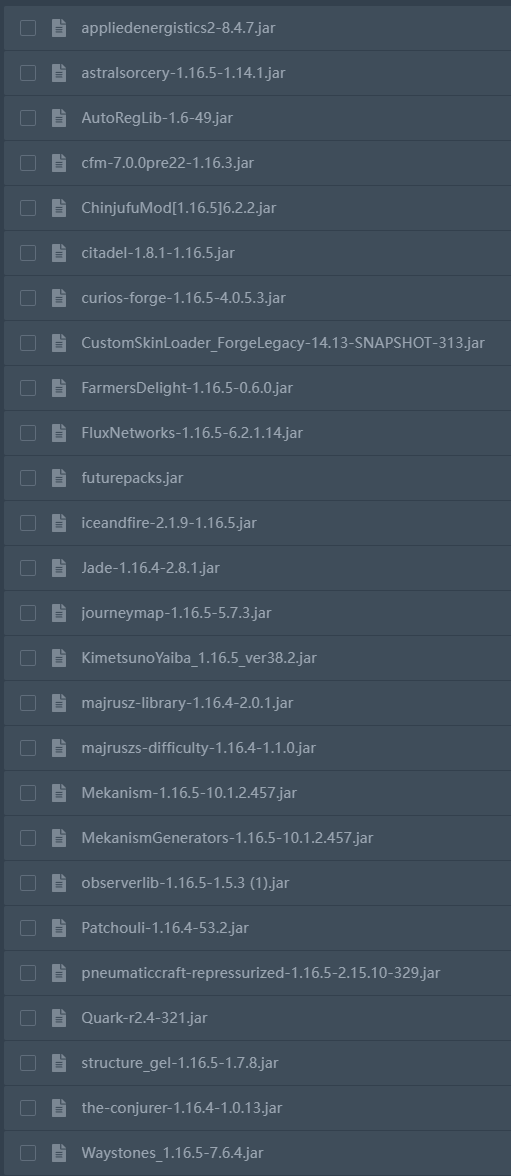 appliedenergistics2-8.4.7.jar
astralsorcery-1.16.5-1.14.1.jar
AutoRegLib-1.6-49.jar
cfm-7.0.0pre22-1.16.3.jar
ChinjufuMod[1.16.5]6.2.2.jar
citadel-1.8.1-1.16.5.jar
curios-forge-1.16.5-4.0.5.3.jar
CustomSkinLoader_ForgeLegacy-14.13-SNAPSHOT-313.jar
FarmersDelight-1.16.5-0.6.0.jar
FluxNetworks-1.16.5-6.2.1.14.jar
futurepacks.jar
iceandfire-2.1.9-1.16.5.jar
Jade-1.16.4-2.8.1.jar
journeymap-1.16.5-5.7.3.jar
KimetsunoYaiba_1.16.5_ver38.2.jar
majrusz-library-1.16.4-2.0.1.jar
majruszs-difficulty-1.16.4-1.1.0.jar
Mekanism-1.16.5-10.1.2.457.jar
MekanismGenerators-1.16.5-10.1.2.457.jar
observerlib-1.16.5-1.5.3 (1).jar
Patchouli-1.16.4-53.2.jar
pneumaticcraft-repressurized-1.16.5-2.15.10-329.jar
Quark-r2.4-321.jar
structure_gel-1.16.5-1.7.8.jar
the-conjurer-1.16.4-1.0.13.jar
Waystones_1.16.5-7.6.4.jar